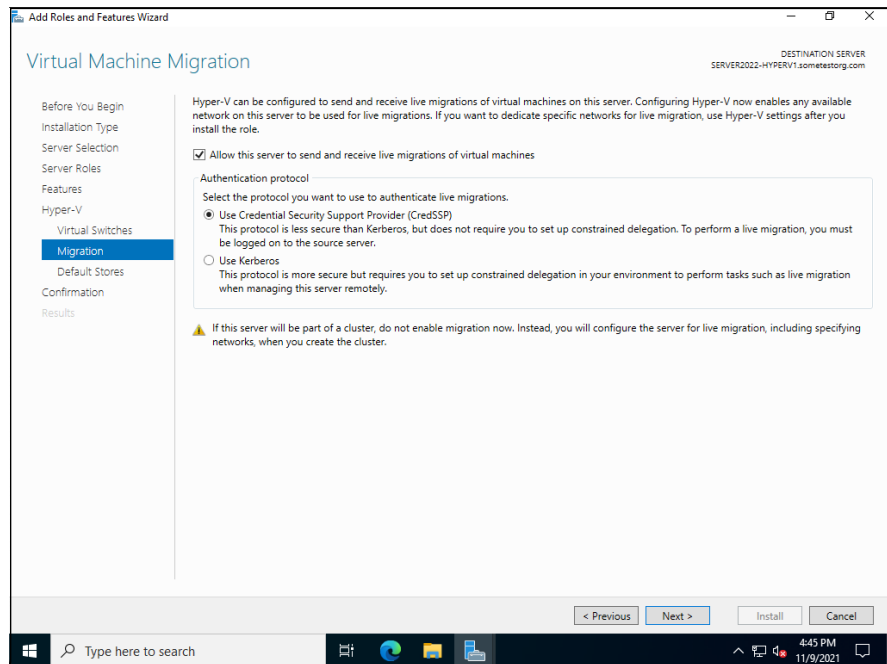 Add Roles and Features Wizard
Virtual Machine Migration
DESTINATION SERVER
SERVER2022-HYPERV1.sometestorg.com
Before You Begin
Installation Type
Server Selection
Server Roles
Features
Hyper-V
Virtual Switches
Migration
Default Stores
Confirmation
Results
Hyper-V can be configured to send and receive live migrations of virtual machines on this server. Configuring Hyper-V now enables any available
network on this server to be used for live migrations. If you want to dedicate specific networks for live migration, use Hyper-V settings after you
install the role.
Allow this server to send and receive live migrations of virtual machines
Authentication protocol
Select the protocol you want to use to authenticate live migrations.
Use Credential Security Support Provider (CredSSP)
This protocol is less secure than Kerberos, but does not require you to set up constrained delegation. To perform a live migration, you must
be logged on to the source server.
Use Kerberos
This protocol is more secure but requires you to set up constrained delegation in your environment to perform tasks such as live migration
when managing this server remotely.
If this server will be part of a cluster, do not enable migration now. Instead, you will configure the server for live migration, including specifying
networks, when you create the cluster.
< Previous
Next >
Install
Cancel
Type here to search
4:45 PM
11/9/2021